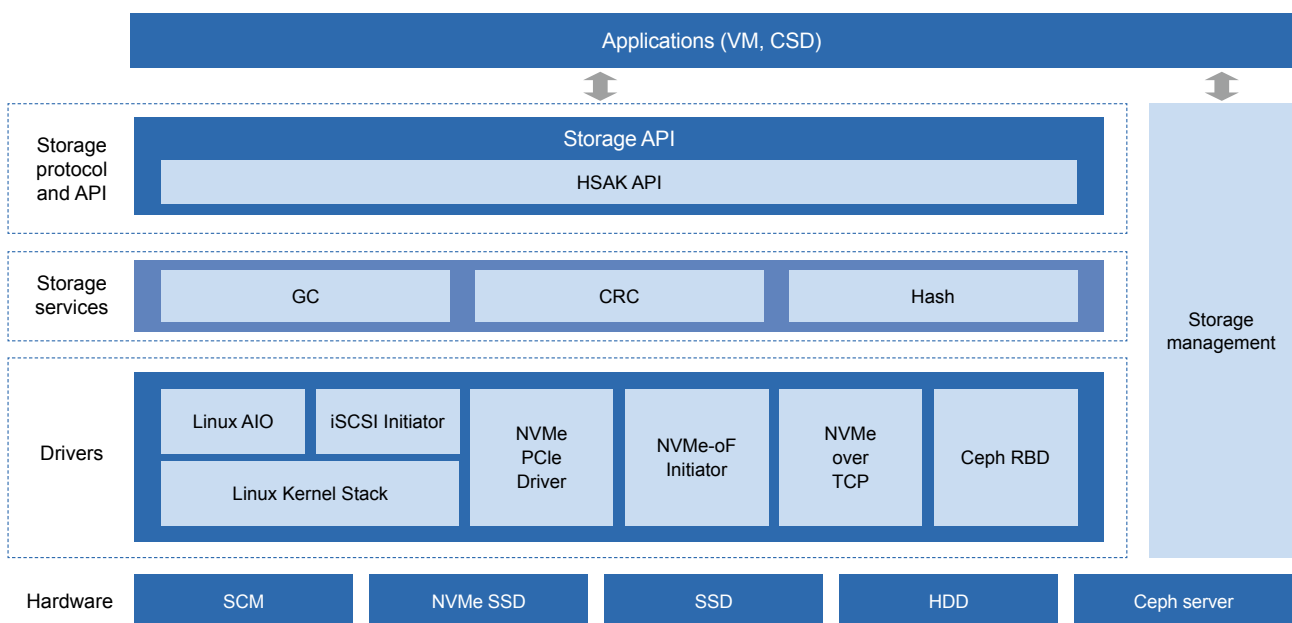 Applications (VM, CSD)
Storage
protocol
and API
Storage API
HSAK API
Storage
services
GC
CRC
Hash
Storage
management
Drivers
Linux AIO
iSCSI Initiator
Linux Kernel Stack
NVMe
PCIe
Driver
NVMe-oF
Initiator
NVMe
over
TCP
Ceph RBD
Hardware
SCM
NVMe SSD
SSD
HDD
Ceph server